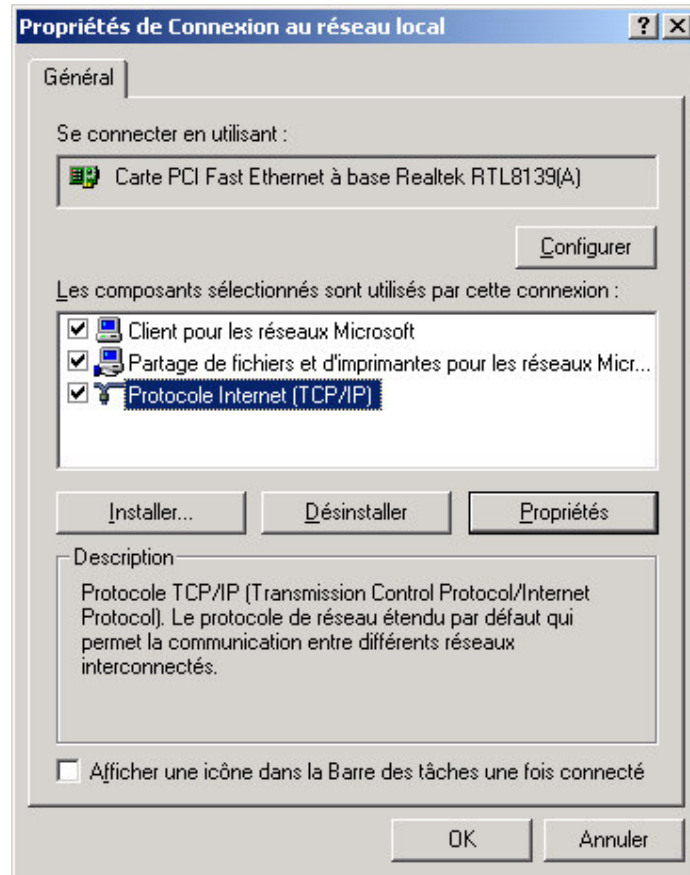 Propriétés de Connexion au réseau local
Général
Se connecter en utilisant :
Carte PCI Fast Ethernet à base Realtek RTL8139(A)
Configurer
Les composants sélectionnés sont utilisés par cette connexion :
Client pour les réseaux Microsoft
Partage de fichiers et d'imprimantes pour les réseaux Micr...
Protocole Internet (TCP/IP)
Installer... Désinstaller Propriétés
Description
Protocole TCP/IP (Transmission Control Protocol/Internet
Protocol). Le protocole de réseau étendu par défaut qui
permet la communication entre différents réseaux
interconnectés.
Afficher une icône dans la Barre des tâches une fois connecté
OK Annuler